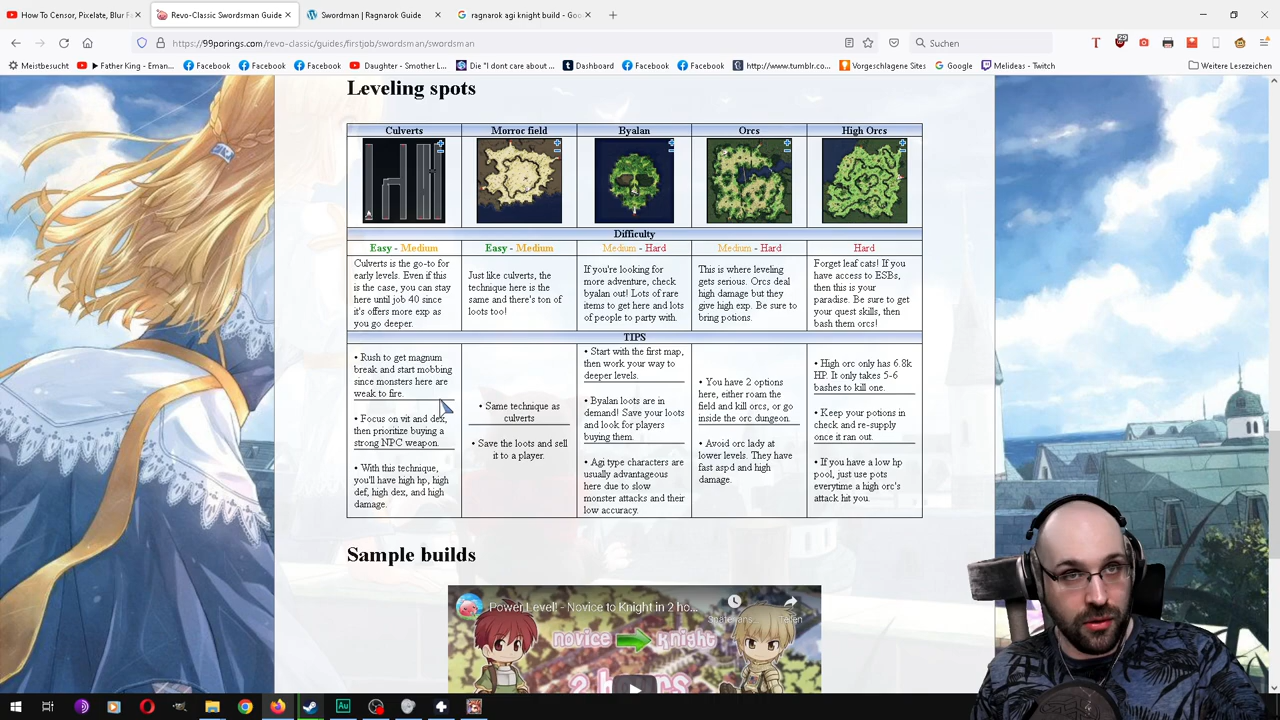 How To Censor, Pixelate, Blur F
Revo-Classic Swordsman Guide
Swordman | Ragnarok Guide
ragnarok agi knight build - Goo
https://99porings.com/revo-classic/guides/firstjob/swordsman/swordsman
Suchen
Meistbesucht
Father King - Eman...
Facebook
Facebook
Facebook
Daughter - Smother L...
Die "I dont care about ...
Dashboard
Facebook
Facebook
http://www.tumblr.co...
Vorgeschlagene Sites
Google
Melideas - Twitch
Weitere Lesezeichen
Leveling spots
Culverts
Morroc field
Byalan
Orcs
High Orcs
Difficulty
Easy - Medium
Easy - Medium
Medium - Hard
Medium - Hard
Hard
Culverts is the go-to for
early levels. Even if this
is the case, you can stay
here until job 40 since
it's offers more exp as
you go deeper.
Just like culverts, the
technique here is the
same and there's ton of
loots too!
If you're looking for
more adventure, check
byalan out! Lots of rare
items to get here and lots
of people to party with.
This is where leveling
gets serious. Orcs deal
high damage but they
give high exp. Be sure to
bring potions.
Forget leaf cats! If you
have access to ESBs,
then this is your
paradise. Be sure to get
your quest skills, then
bash them orcs!
TIPS
• Rush to get magnum
break and start mobbing
since monsters here are
weak to fire.
• Focus on vit and dex,
then prioritize buying a
strong NPC weapon.
• With this technique,
you'll have high hp, high
def, high dex, and high
damage.
• Same technique as
culverts
• Save the loots and sell
it to a player.
• Start with the first map,
then work your way to
deeper levels.
• Byalan loots are in
demand! Save your loots
and look for players
buying them.
• Agi type characters are
usually advantageous
here due to slow
monster attacks and their
low accuracy.
• You have 2 options
here, either roam the
field and kill orcs, or go
inside the orc dungeon.
• Avoid orc lady at
lower levels. They have
fast aspd and high
damage.
• High orc only has 6.8k
HP. It only takes 5-6
bashes to kill one.
• Keep your potions in
check and re-supply
once it ran out.
• If you have a low hp
pool, just use pots
everytime a high orc's
attack hit you.
Sample builds
Power Level! - Novice to Knight in 2 ho...
Teilen
novice
knight
2 hours